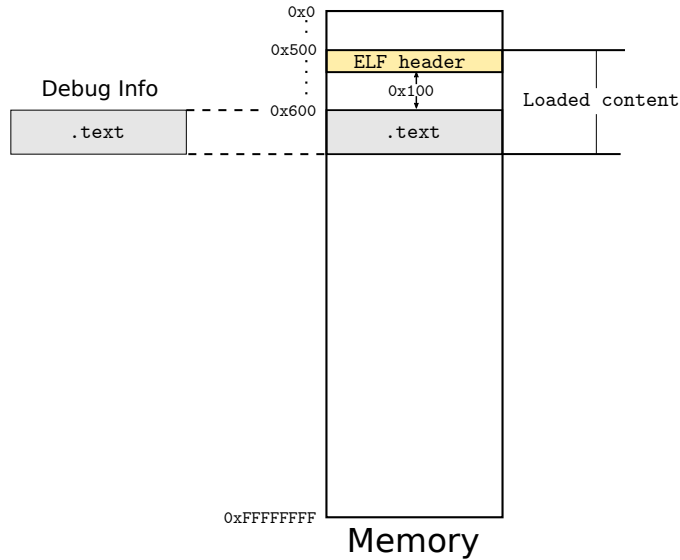 0x0
0x500
ELF header
Debug Info
0x100
Loaded content
0x600
.text
.text
0xFFFFFFFF
Memory